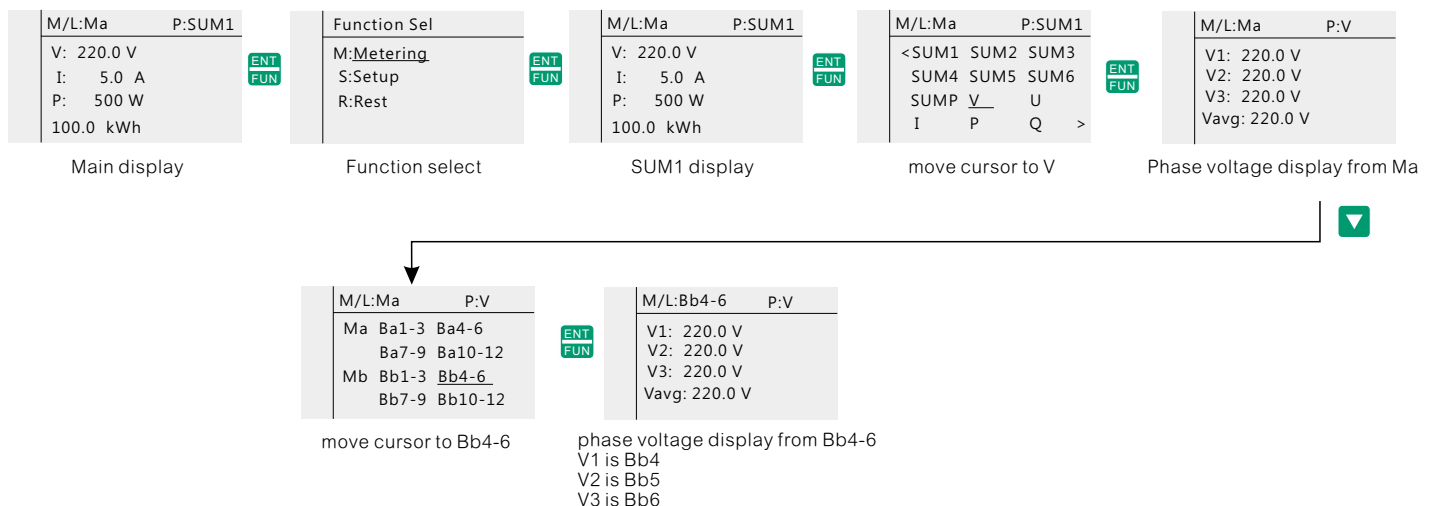 M/L:Ma P:SUM1
V: 220.0 V
I: 5.0 A
P: 500 W
100.0 kWh
Main display
ENT
FUN
Function Sel
M:Metering
S:Setup
R:Rest
Function select
ENT
FUN
M/L:Ma P:SUM1
V: 220.0 V
I: 5.0 A
P: 500 W
100.0 kWh
SUM1 display
ENT
FUN
M/L:Ma P:SUM1
<SUM1 SUM2 SUM3
SUM4 SUM5 SUM6
SUMP V U
I P Q >
move cursor to V
ENT
FUN
M/L:Ma P:V
V1: 220.0 V
V2: 220.0 V
V3: 220.0 V
Vavg: 220.0 V
Phase voltage display from Ma
M/L:Ma P:V
Ma Ba1-3 Ba4-6
Ba7-9 Ba10-12
Mb Bb1-3 Bb4-6
Bb7-9 Bb10-12
move cursor to Bb4-6
ENT
FUN
M/L:Bb4-6 P:V
V1: 220.0 V
V2: 220.0 V
V3: 220.0 V
Vavg: 220.0 V
phase voltage display from Bb4-6
V1 is Bb4
V2 is Bb5
V3 is Bb6